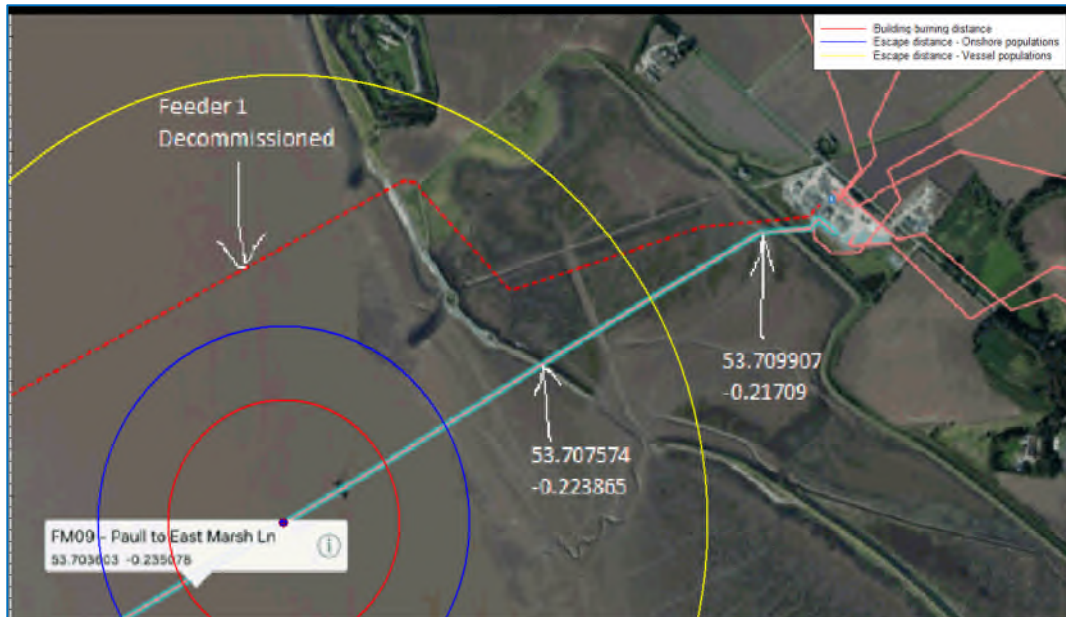 Building burning distance
Escape distance - Onshore populations
Escape distance - Vessel populations
Feeder 1
Decommissioned
53.709907
-0.21709
53.707574
-0.223865
FM09 - Paull to East Marsh Ln
53.703603 -0.235078